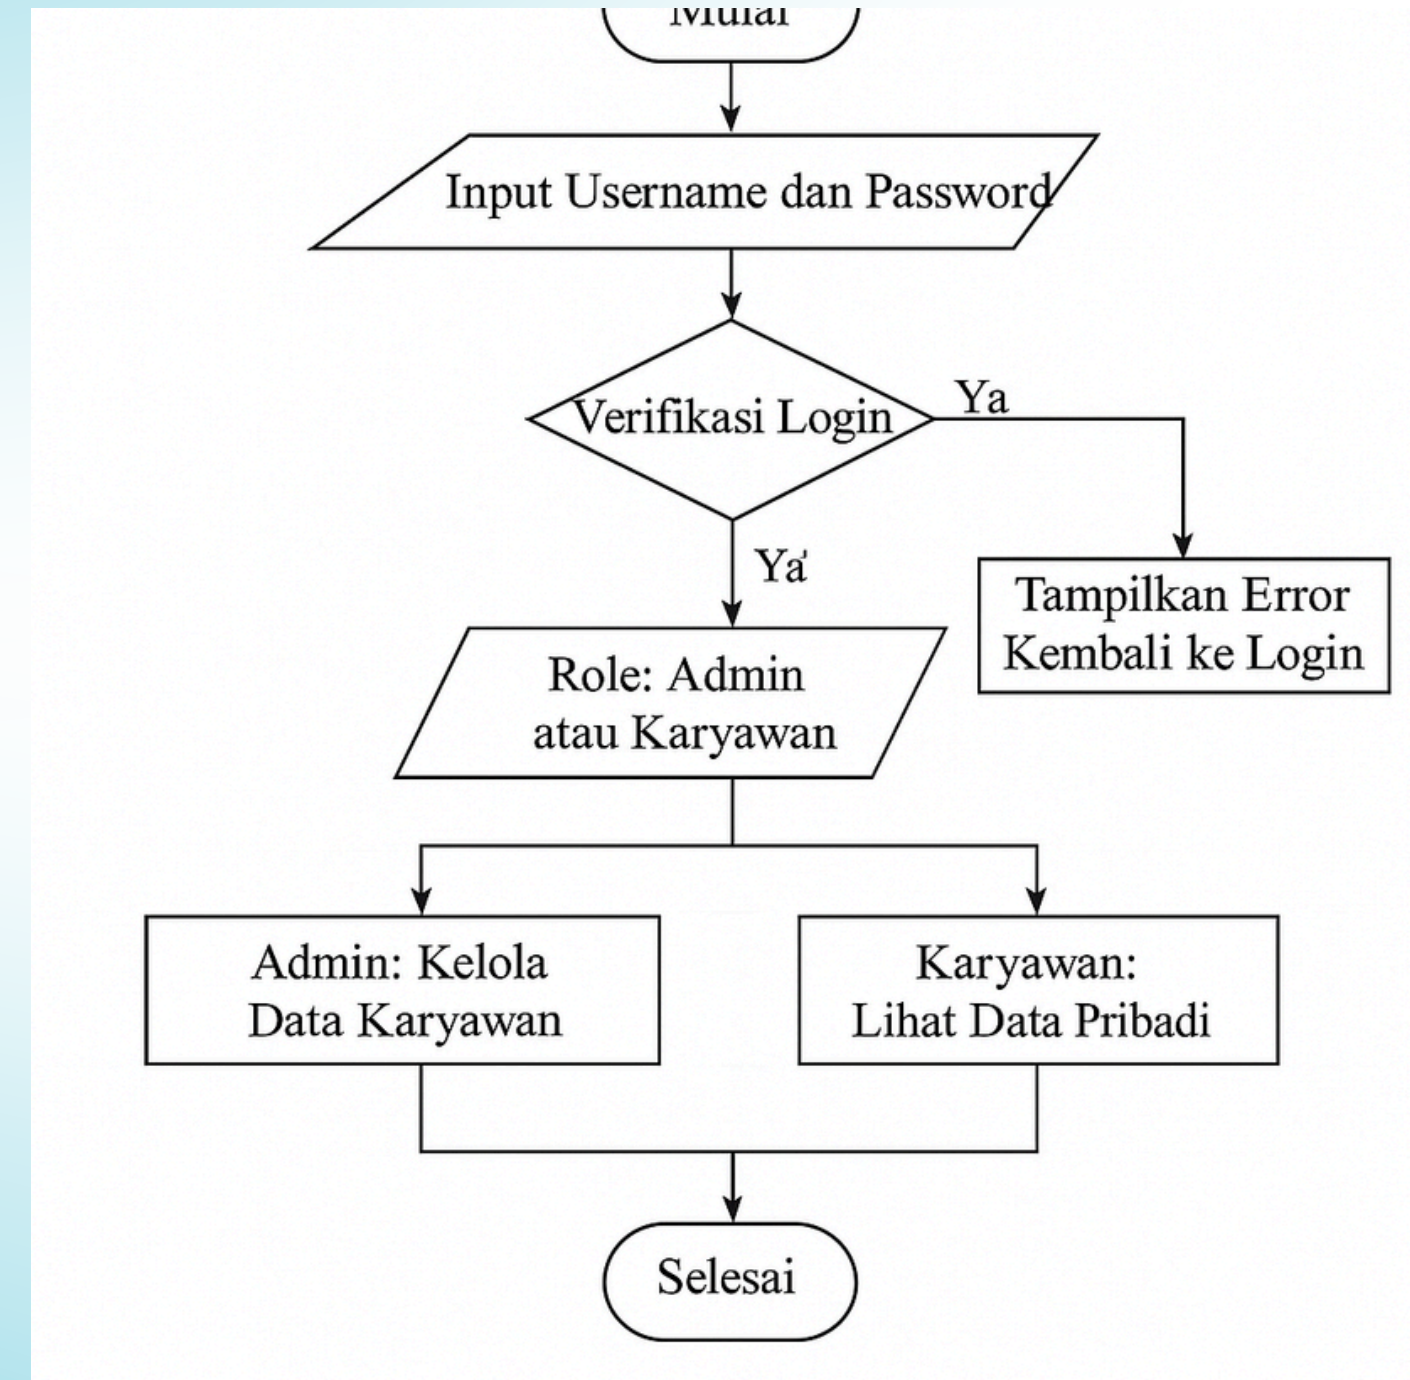 Mulai
Input Username dan Password
Verifikasi Login
Ya
Ya
Tampilkan Error
Kembali ke Login
Role: Admin
atau Karyawan
Admin: Kelola
Data Karyawan
Karyawan:
Lihat Data Pribadi
Selesai